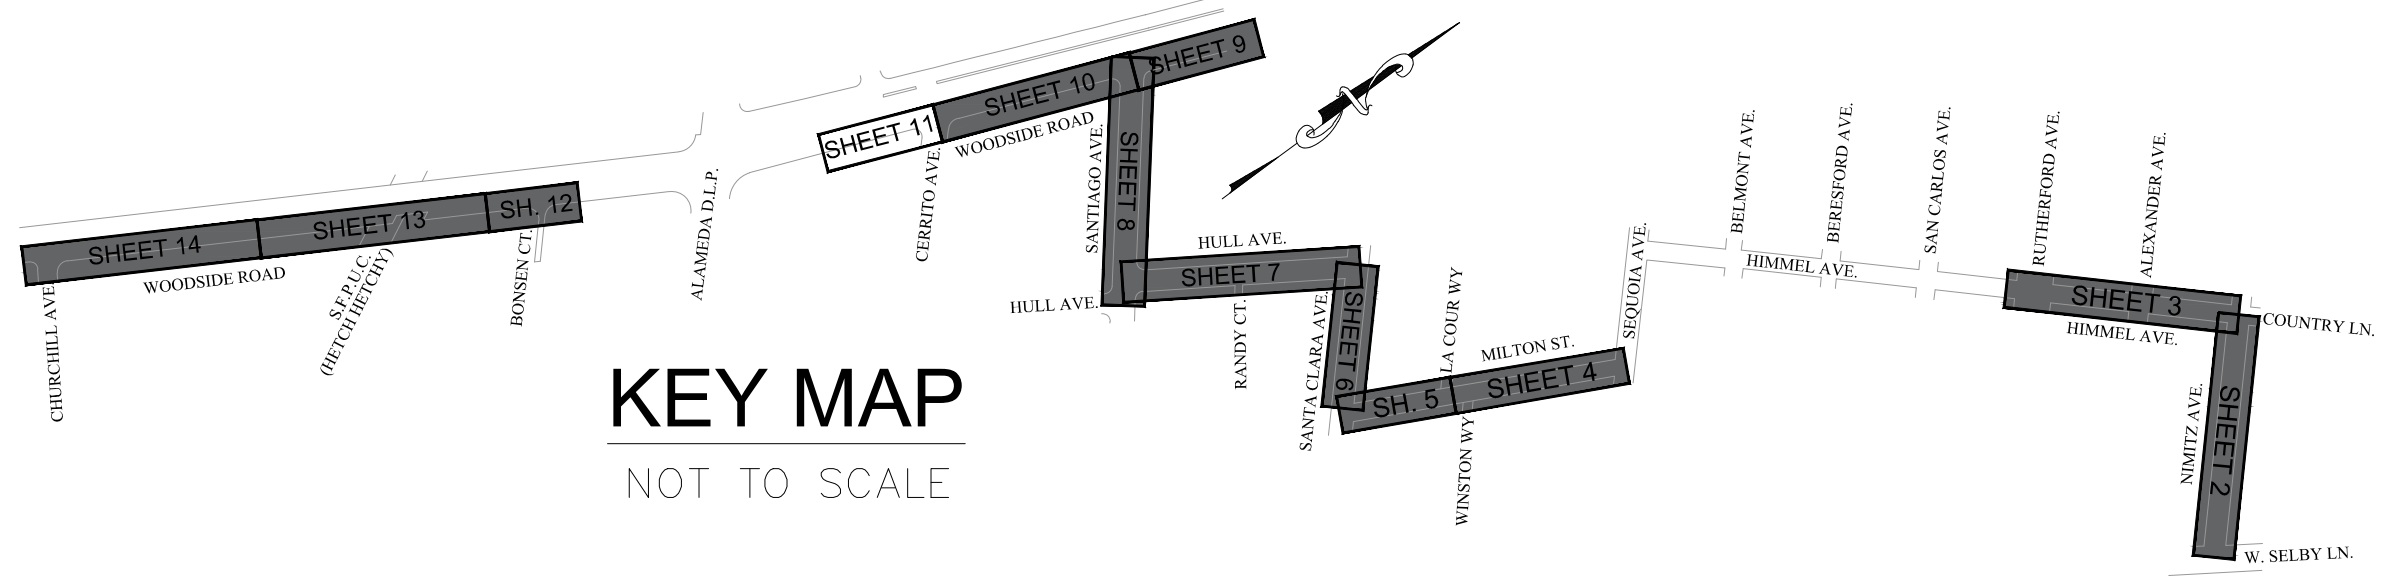 SHEET 9
SHEET 10
SHEET 11
WOODSIDE ROAD
CERRITO AVE.
SANTIAGO AVE.
SHEET 8
SH. 12
SHEET 13
SHEET 14
WOODSIDE ROAD
CHURCHILL AVE.
S.F.P.U.C.
(HETCH HETCHY)
BONSEN CT.
ALAMEDA D.L.P.
HULL AVE.
SHEET 7
HULL AVE.
RANDY CT.
SANTA CLARA AVE.
SHEET 6
SH. 5
SHEET 4
LA COUR WY
WINSTON WY
MILTON ST.
SEQUOIA AVE.
BELMONT AVE.
BERESFORD AVE.
SAN CARLOS AVE.
RUTHERFORD AVE.
ALEXANDER AVE.
HIMMEL AVE.
SHEET 3
HIMMEL AVE.
COUNTRY LN.
NIMITZ AVE.
SHEET 2
W. SELBY LN.
KEY MAP
NOT TO SCALE